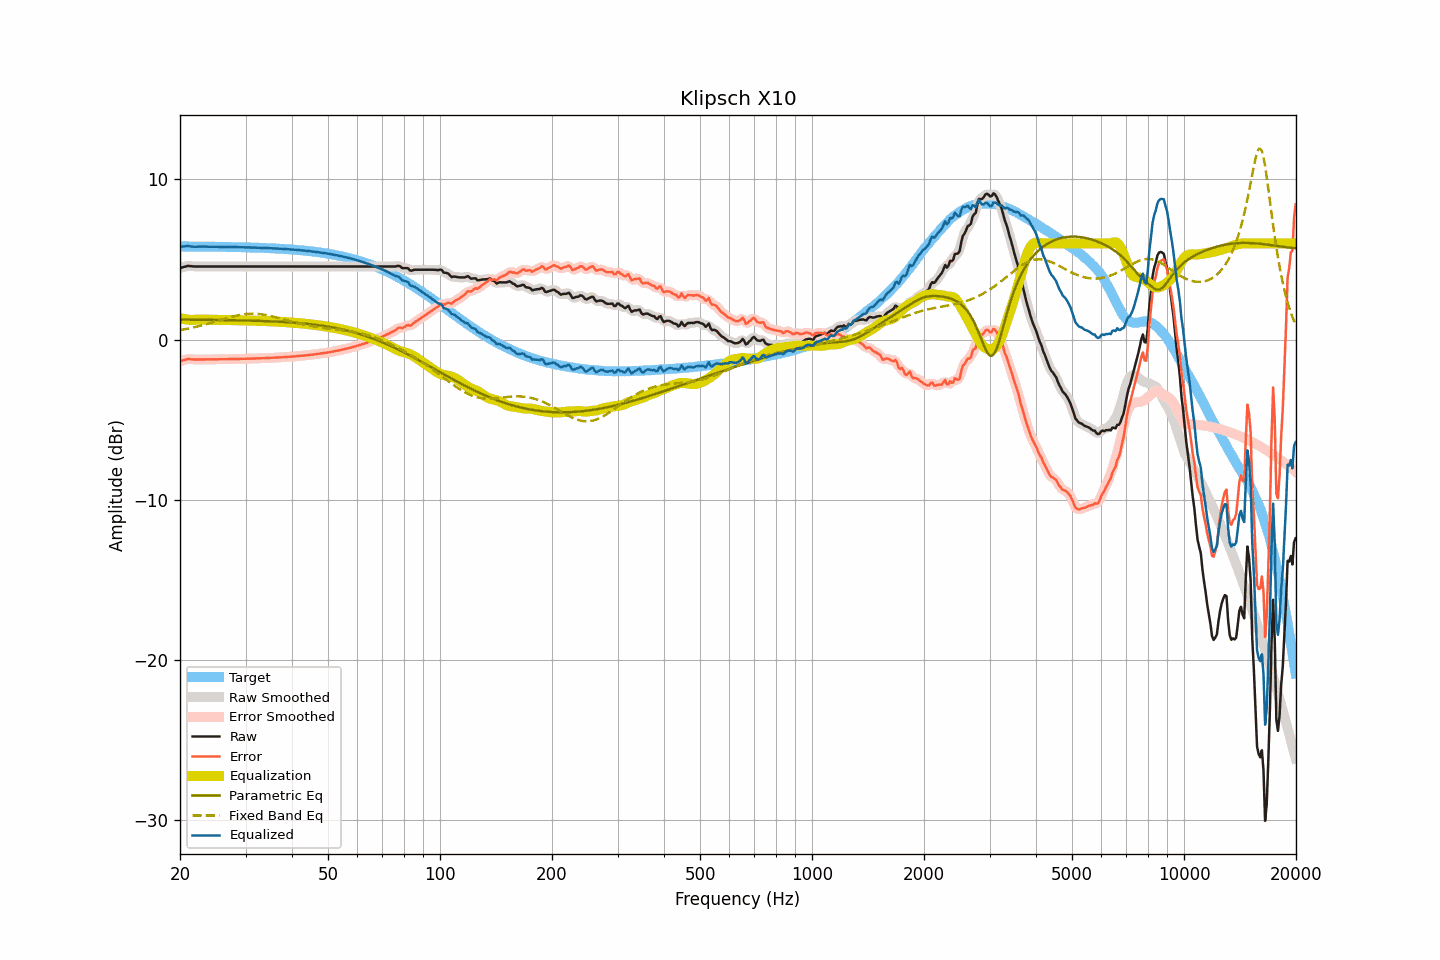 Klipsch X10
10
0
−10
−20
−30
Amplitude (dBr)
Target
Raw Smoothed
Error Smoothed
Raw
Error
Equalization
Parametric Eq
Fixed Band Eq
Equalized
20 50 100 200 500 1000 2000 5000 10000 20000
Frequency (Hz)